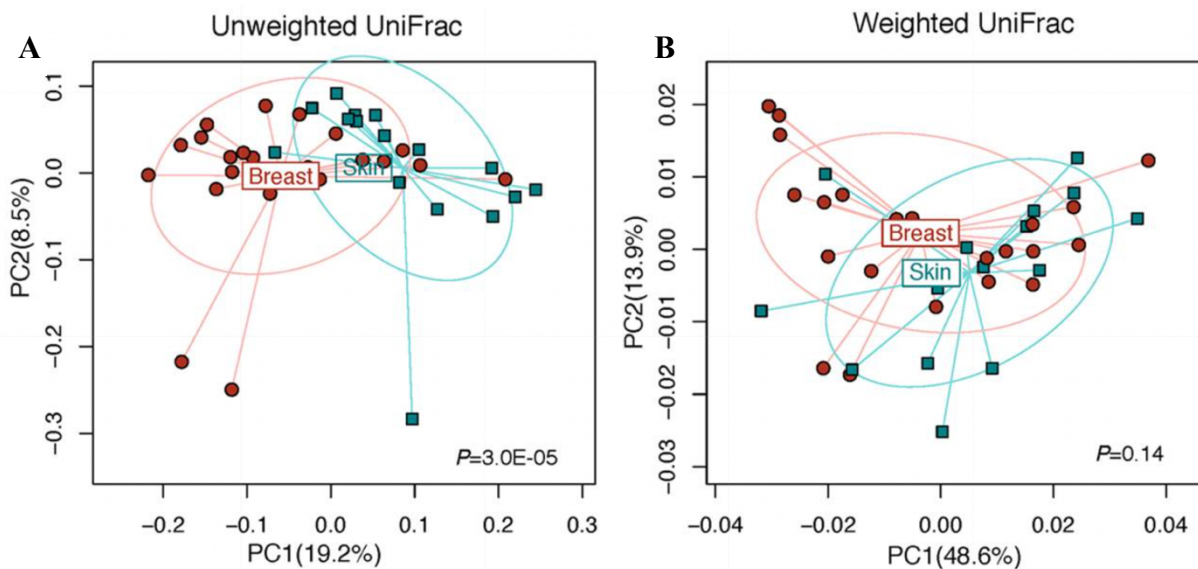 A
Unweighted UniFrac
PC2(8.5%)
0.1
0.0
−0.1
−0.2
−0.3
Breast
Skin
P=3.0E-05
−0.2
−0.1
0.0
0.1
0.2
0.3
PC1(19.2%)
B
Weighted UniFrac
PC2(13.9%)
0.02
0.01
0.00
−0.01
−0.02
−0.03
Breast
Skin
P=0.14
−0.04
−0.02
0.00
0.02
0.04
PC1(48.6%)